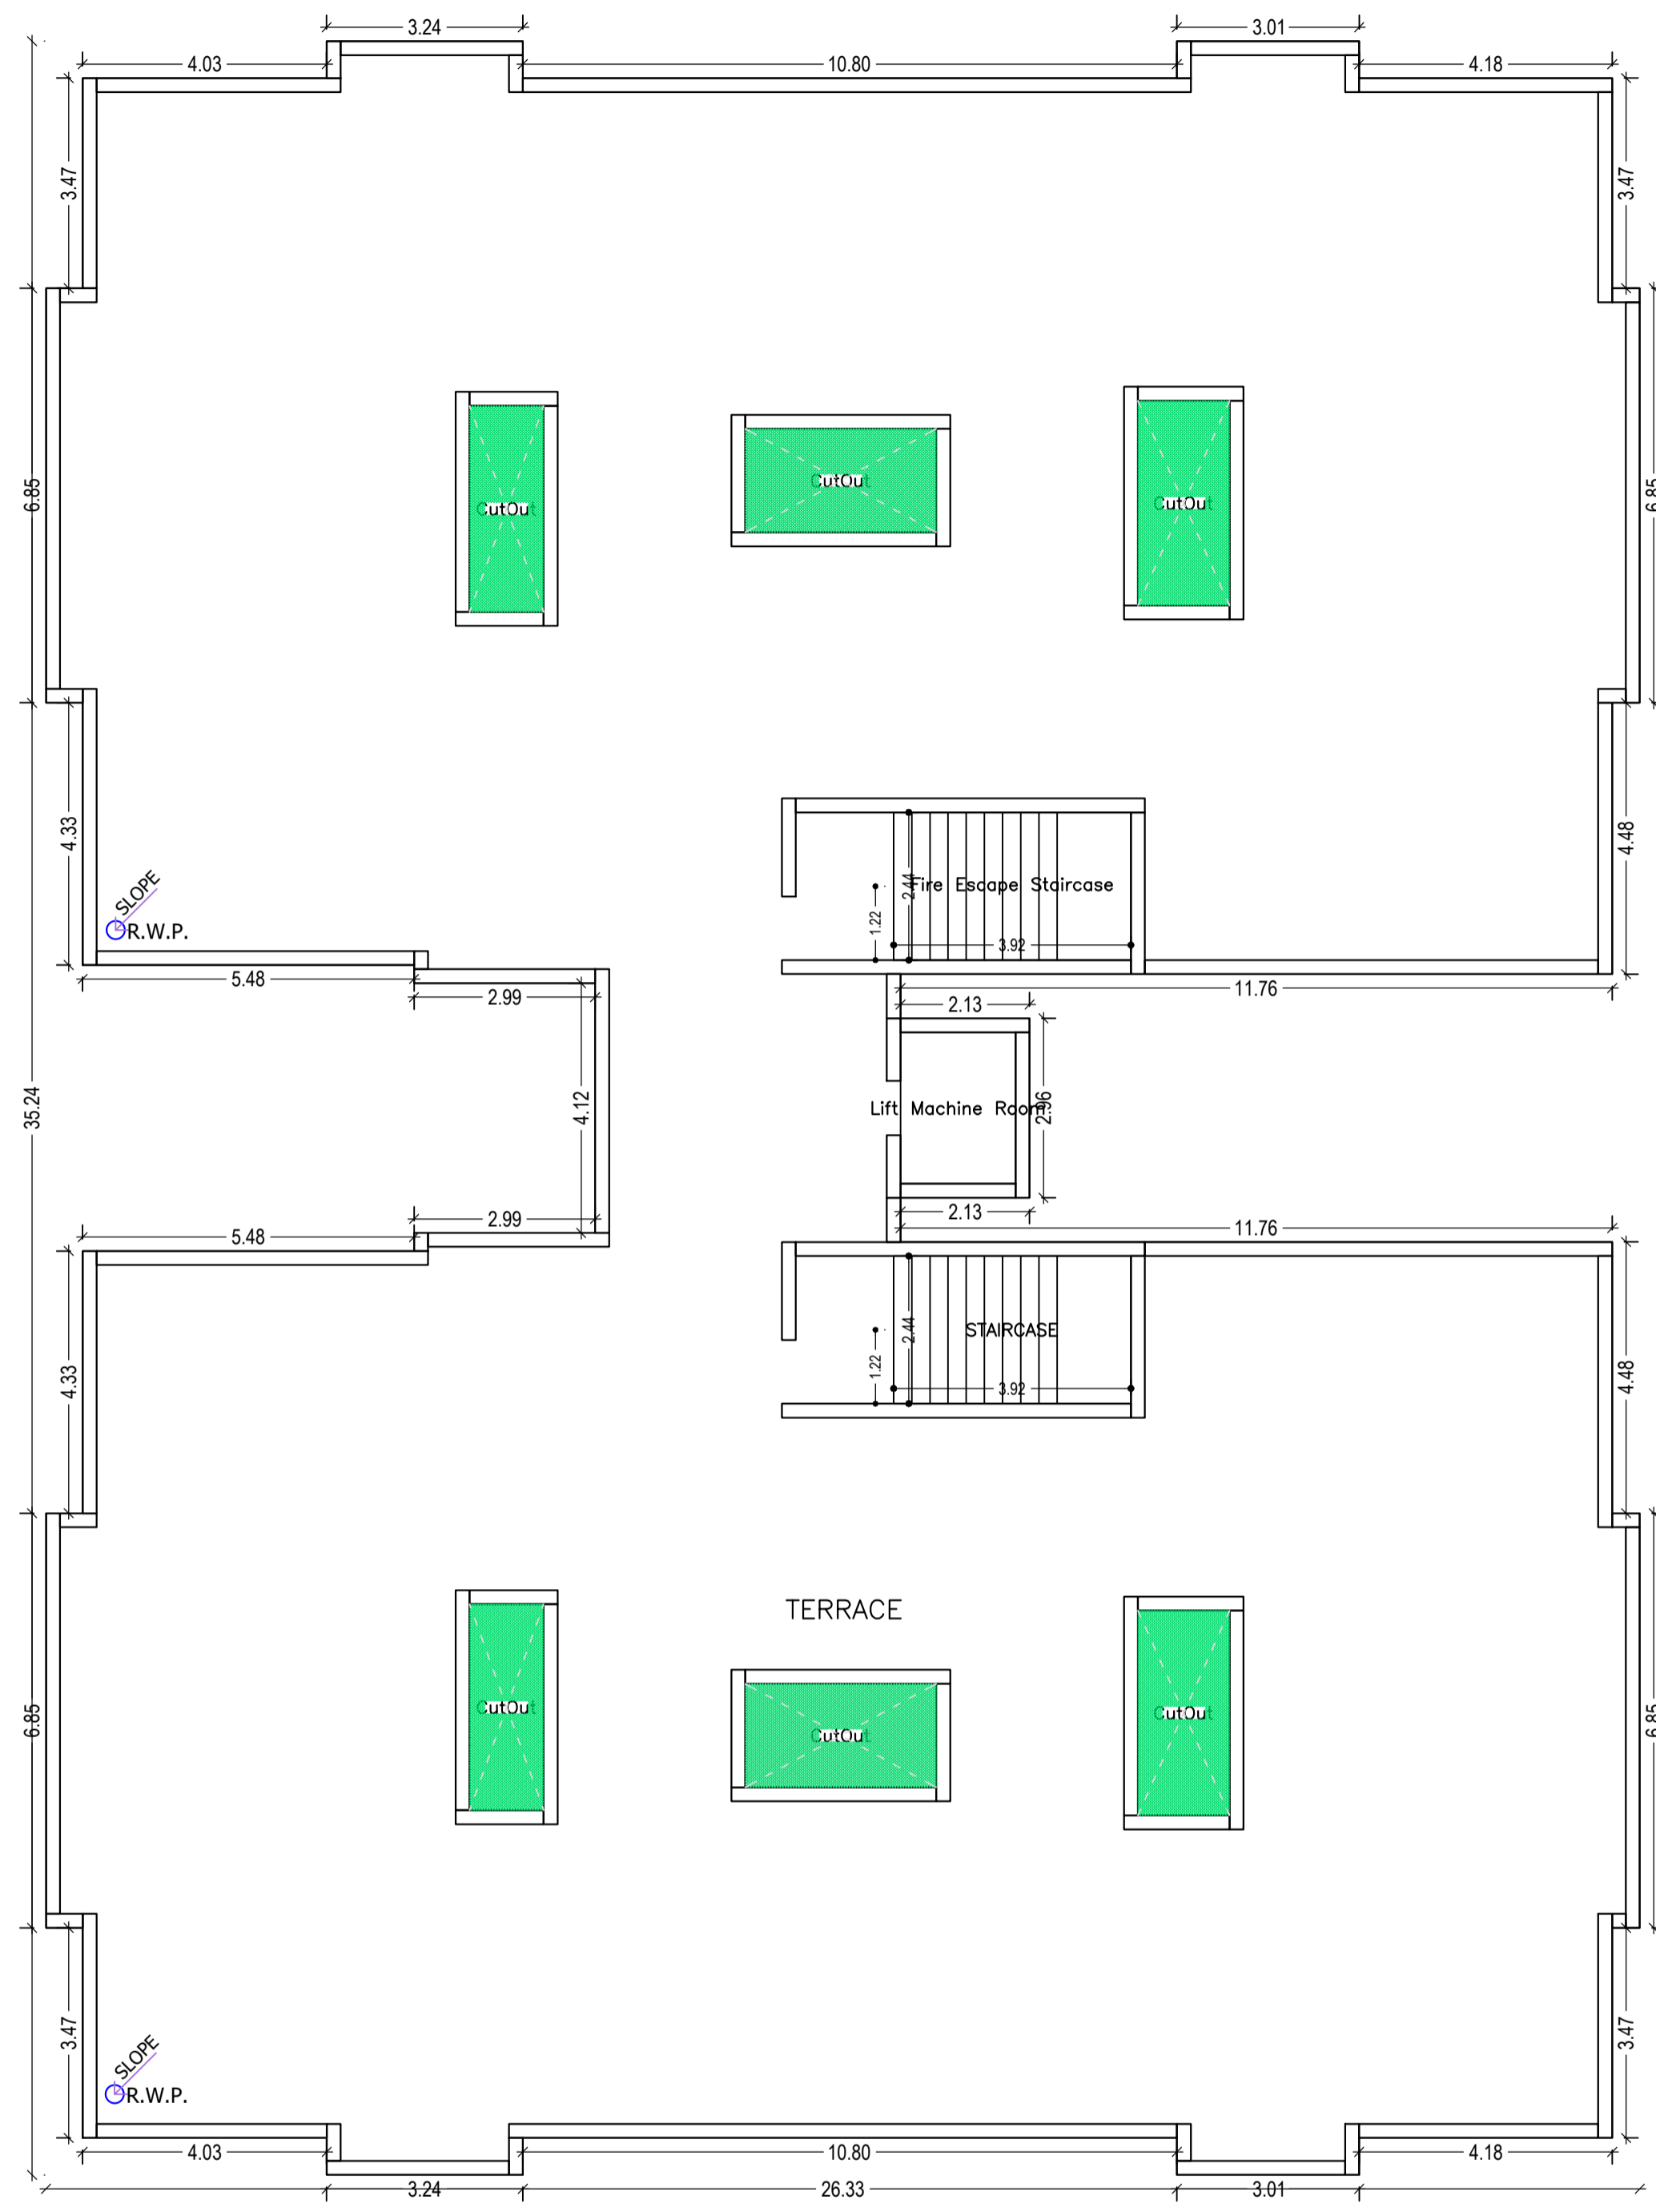 3.24
3.01
4.03
10.80
4.18
3.47
3.47
6.85
6.85
CutOut
CutOut
CutOut
4.33
4.48
SLOPE
R.W.P.
Fire Escape Staircase
2.44
1.22
3.92
5.48
2.99
11.76
2.13
35.24
4.12
Lift Machine Room
2.96
2.99
2.13
5.48
11.76
4.33
4.48
STAIRCASE
2.44
1.22
3.92
TERRACE
6.85
6.85
CutOut
CutOut
CutOut
3.47
3.47
SLOPE
R.W.P.
4.03
10.80
4.18
3.24
26.33
3.01